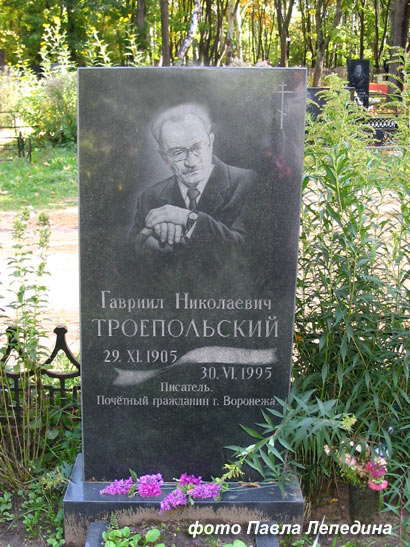 Гавриил Николаевич
ТРОЕПОЛЬСКИЙ
29. XI. 1905
30. VI. 1995
Писатель.
Почётный гражданин г. Воронежа
фото Павла Лепедина